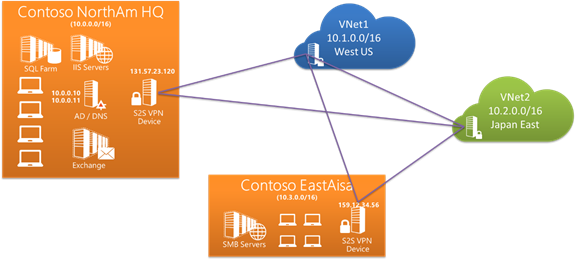 Contoso NorthAm HQ
(10.0.0.0/16)
SQL Farm
IIS Servers
131.57.23.120
10.0.0.10
10.0.0.11
AD / DNS
S2S VPN
Device
Exchange
VNet1
10.1.0.0/16
West US
VNet2
10.2.0.0/16
Japan East
Contoso EastAisa
(10.3.0.0/16)
159.12.34.56
SMB Servers
S2S VPN
Device